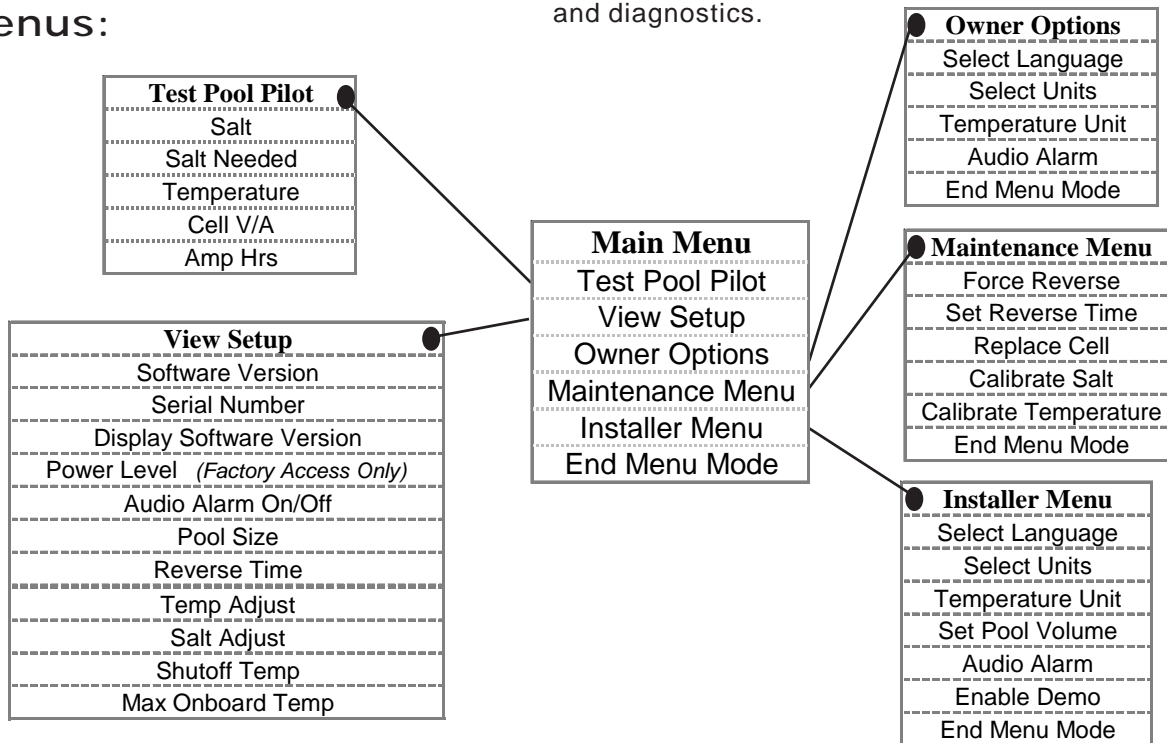 enus:
and diagnostics.
Test Pool Pilot
Salt
Salt Needed
Temperature
Cell V/A
Amp Hrs
View Setup
Software Version
Serial Number
Display Software Version
Power Level (Factory Access Only)
Audio Alarm On/Off
Pool Size
Reverse Time
Temp Adjust
Salt Adjust
Shutoff Temp
Max Onboard Temp
Main Menu
Test Pool Pilot
View Setup
Owner Options
Maintenance Menu
Installer Menu
End Menu Mode
Owner Options
Select Language
Select Units
Temperature Unit
Audio Alarm
End Menu Mode
Maintenance Menu
Force Reverse
Set Reverse Time
Replace Cell
Calibrate Salt
Calibrate Temperature
End Menu Mode
Installer Menu
Select Language
Select Units
Temperature Unit
Set Pool Volume
Audio Alarm
Enable Demo
End Menu Mode